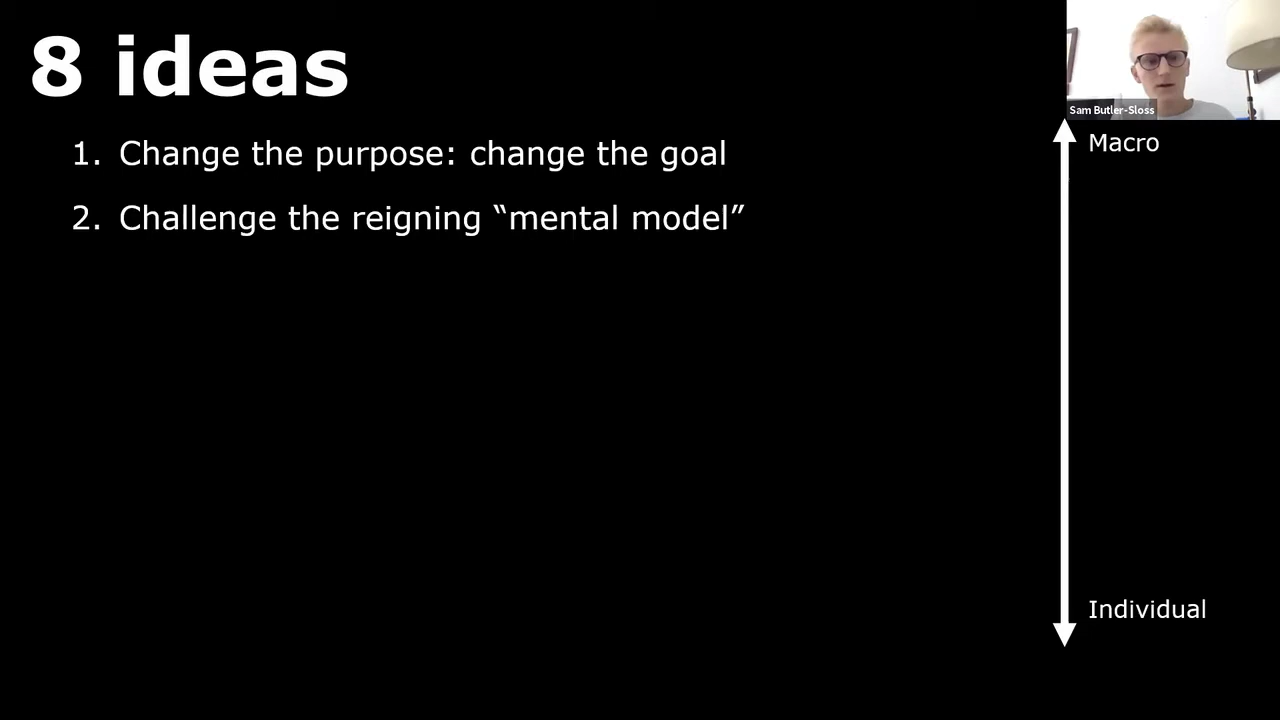 8 ideas
Sam Butler-Sloss
Macro
1. Change the purpose: change the goal
2. Challenge the reigning “mental model”
Individual